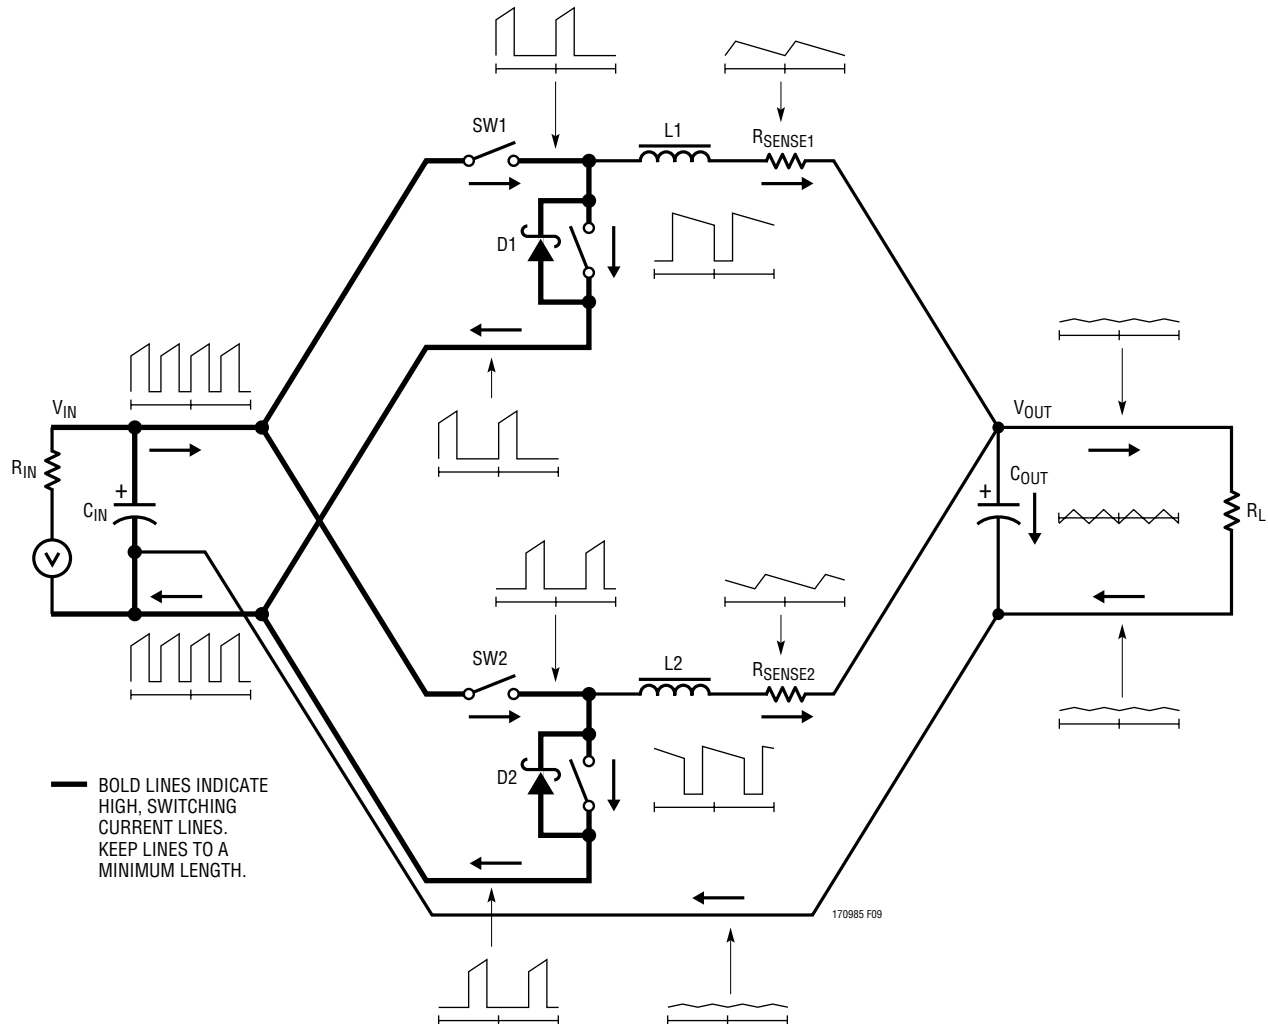 SW1
L1
RSENSE1
D1
VIN
RIN
+
CIN
V
VOUT
+
COUT
RL
SW2
L2
RSENSE2
D2
BOLD LINES INDICATE
HIGH, SWITCHING
CURRENT LINES.
KEEP LINES TO A
MINIMUM LENGTH.
170985 F09